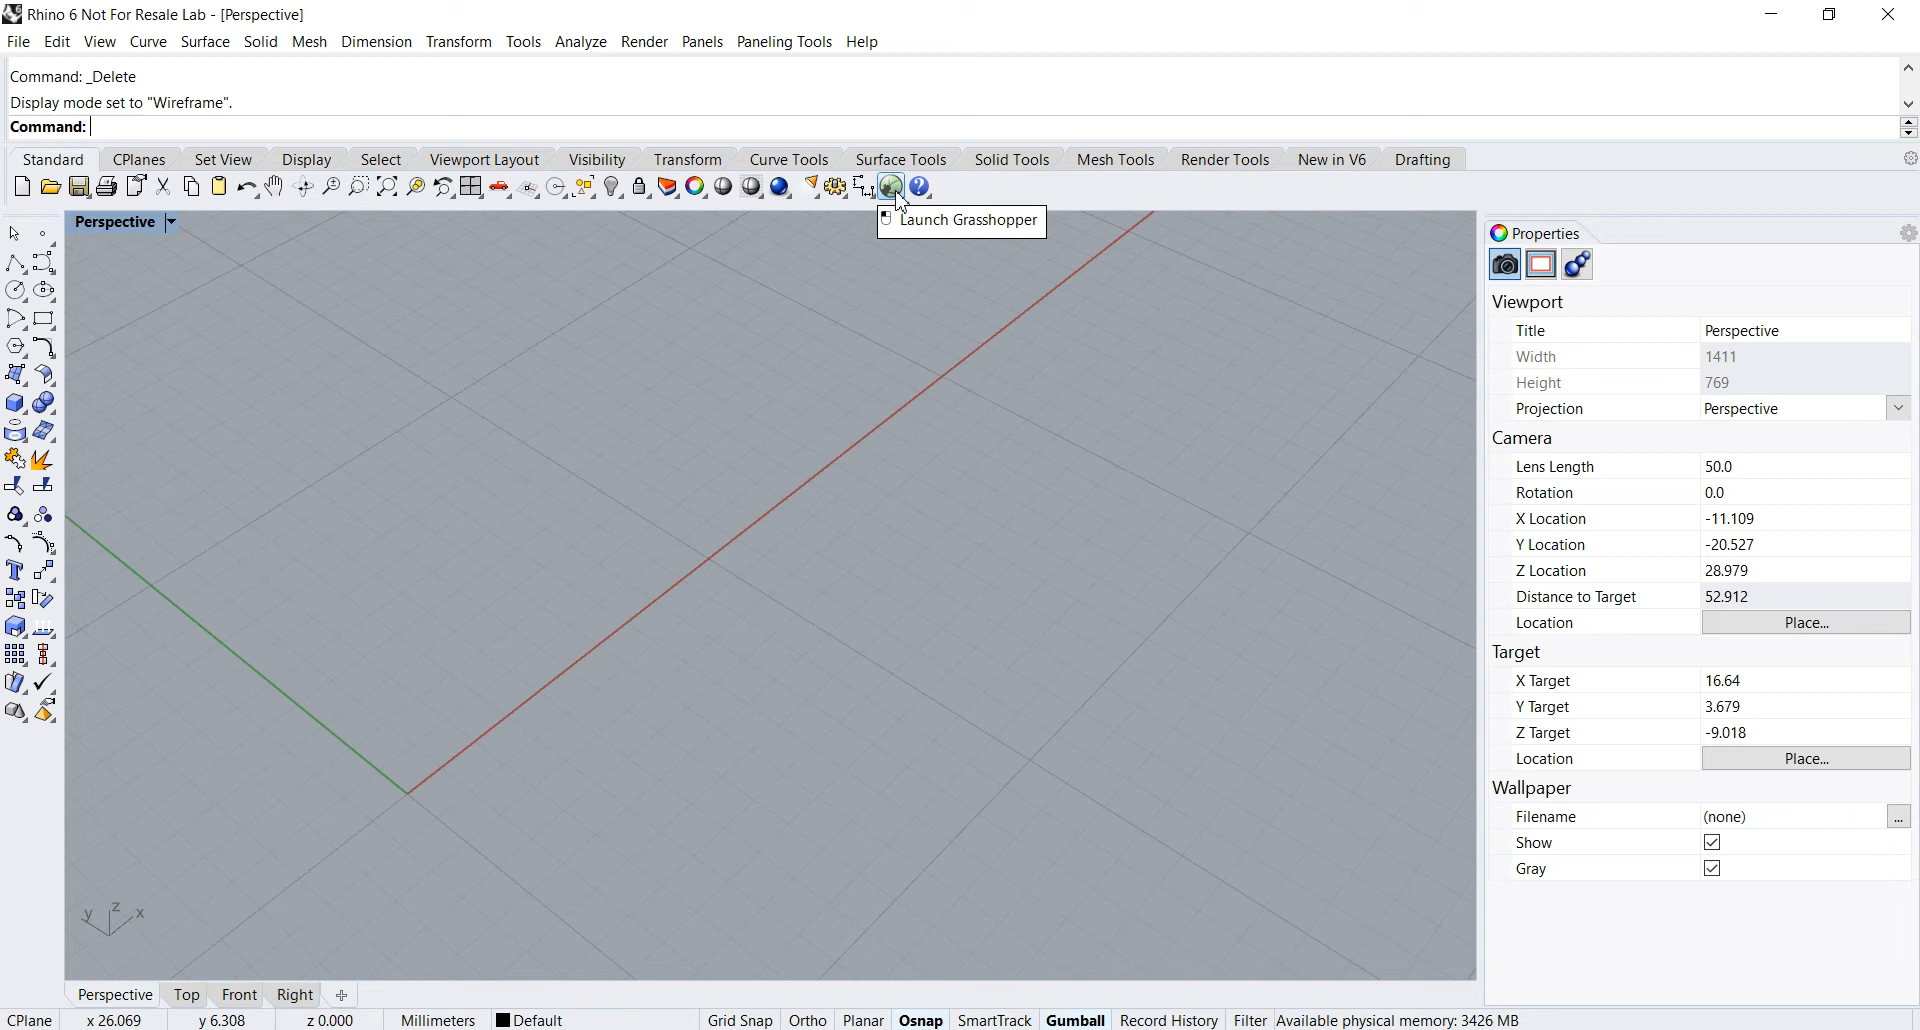 Rhino 6 Not For Resale Lab - [Perspective]
File Edit View Curve Surface Solid Mesh Dimension Transform Tools Analyze Render Panels Paneling Tools Help
Command: _Delete
Display mode set to "Wireframe".
Command:
Standard CPlanes Set View Display Select Viewport Layout Visibility Transform Curve Tools Surface Tools Solid Tools Mesh Tools Render Tools New in V6 Drafting
Launch Grasshopper
Perspective
Properties
Viewport
Title Perspective
Width 1411
Height 769
Projection Perspective
Camera
Lens Length 50.0
Rotation 0.0
X Location -11.109
Y Location -20.527
Z Location 28.979
Distance to Target 52.912
Location Place...
Target
X Target 16.64
Y Target 3.679
Z Target -9.018
Location Place...
Wallpaper
Filename (none) ...
Show
Gray
y z x
Perspective Top Front Right
CPlane x 26.069 y 6.308 z 0.000 Millimeters Default Grid Snap Ortho Planar Osnap SmartTrack Gumball Record History Filter Available physical memory: 3426 MB